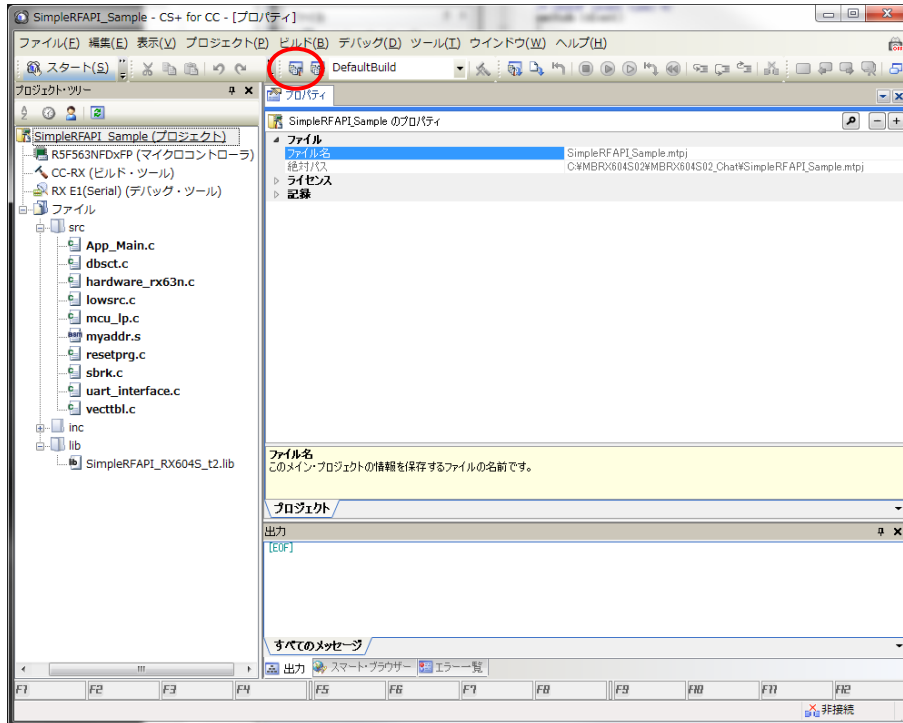 SimpleRFAPI_Sample - CS+ for CC - [プロパティ]
ファイル(F) 編集(E) 表示(V) プロジェクト(P) ビルド(B) デバッグ(D) ツール(T) ウインドウ(W) ヘルプ(H)
スタート(S) DefaultBuild
プロジェクト・ツリー
プロパティ
SimpleRFAPI_Sample (プロジェクト)
R5F563NFDxFP (マイクロコントローラ)
CC-RX (ビルド・ツール)
RX E1(Serial) (デバッグ・ツール)
ファイル
src
App_Main.c
dbsct.c
hardware_rx63n.c
lowsrc.c
mcu_lp.c
myaddr.s
resetprg.c
sbrk.c
uart_interface.c
vecttbl.c
inc
lib
SimpleRFAPI_RX604S_t2.lib
SimpleRFAPI_Sample のプロパティ
ファイル
ファイル名 SimpleRFAPI_Sample.mtpj
絶対パス C:¥MBRX604S02¥MBRX604S02_Chat¥SimpleRFAPI_Sample.mtpj
ライセンス
記録
ファイル名
このメイン・プロジェクトの情報を保存するファイルの名前です。
プロジェクト
出力
[EOF]
すべてのメッセージ
出力 スマート・ブラウザー エラー一覧
F1 F2 F3 F4 F5 F6 F7 F8 F9 F10 F11 F12
非接続